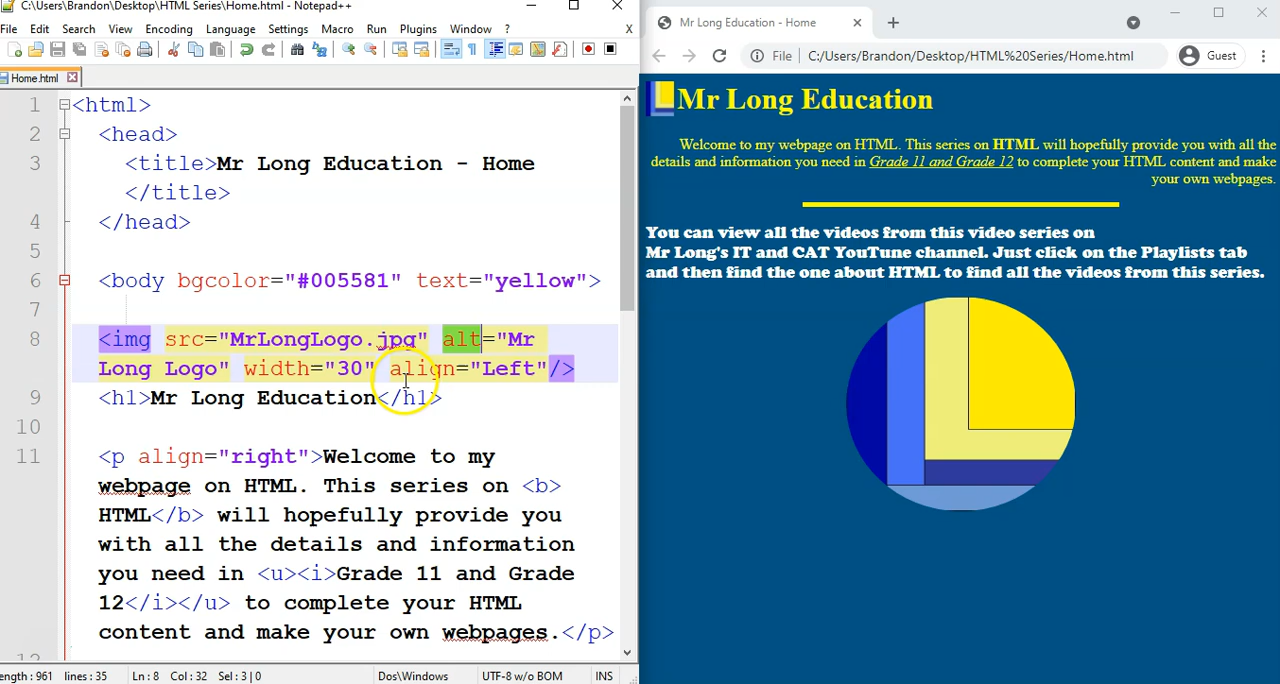 C:\Users\Brandon\Desktop\HTML Series\Home.html - Notepad++
File Edit Search View Encoding Language Settings Macro Run Plugins Window ? X
Home.html
1 <html>
2 <head>
3 <title>Mr Long Education - Home
</title>
4 </head>
5
6 <body bgcolor="#005581" text="yellow">
7
8 <img src="MrLongLogo.jpg" alt="Mr
Long Logo" width="30" align="Left"/>
9 <h1>Mr Long Education</h1>
10
11 <p align="right">Welcome to my
webpage on HTML. This series on <b>
HTML</b> will hopefully provide you
with all the details and information
you need in <u><i>Grade 11 and Grade
12</i></u> to complete your HTML
content and make your own webpages.</p>
ength : 961 lines : 35 Ln : 8 Col : 32 Sel : 3 | 0 Dos\Windows UTF-8 w/o BOM INS
Mr Long Education - Home
File C:/Users/Brandon/Desktop/HTML%20Series/Home.html Guest
Mr Long Education
Welcome to my webpage on HTML. This series on HTML will hopefully provide you with all the
details and information you need in Grade 11 and Grade 12 to complete your HTML content and make
your own webpages.
You can view all the videos from this video series on
Mr Long's IT and CAT YouTune channel. Just click on the Playlists tab
and then find the one about HTML to find all the videos from this series.